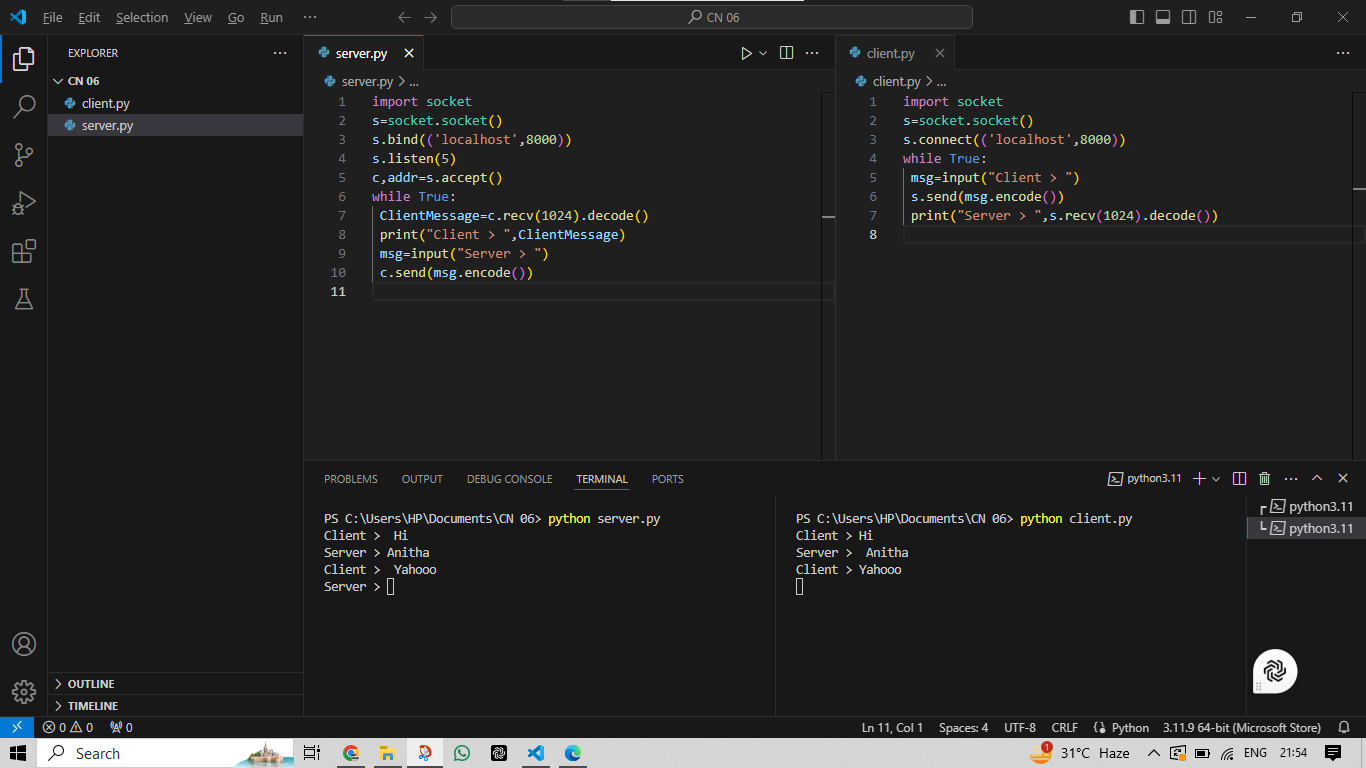 File Edit Selection View Go Run ···
CN 06
EXPLORER ···
CN 06
client.py
server.py
OUTLINE
TIMELINE
server.py
server.py > ...
1 import socket
2 s=socket.socket()
3 s.bind(('localhost',8000))
4 s.listen(5)
5 c,addr=s.accept()
6 while True:
7  ClientMessage=c.recv(1024).decode()
8  print("Client > ",ClientMessage)
9  msg=input("Server > ")
10  c.send(msg.encode())
11
client.py
client.py > ...
1 import socket
2 s=socket.socket()
3 s.connect(('localhost',8000))
4 while True:
5  msg=input("Client > ")
6  s.send(msg.encode())
7  print("Server > ",s.recv(1024).decode())
8
PROBLEMS OUTPUT DEBUG CONSOLE TERMINAL PORTS
python3.11
PS C:\Users\HP\Documents\CN 06> python server.py
Client >  Hi
Server > Anitha
Client >  Yahooo
Server >
PS C:\Users\HP\Documents\CN 06> python client.py
Client > Hi
Server >  Anitha
Client > Yahooo
python3.11
python3.11
0 0 0
Ln 11, Col 1 Spaces: 4 UTF-8 CRLF Python 3.11.9 64-bit (Microsoft Store)
Search
1 31°C Haze ENG 21:54